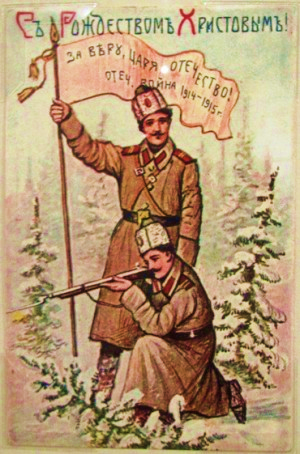 Съ Рождествомъ Христовымъ!
За вѣру, царя, отечество!
Отеч. война 1914-1915 г